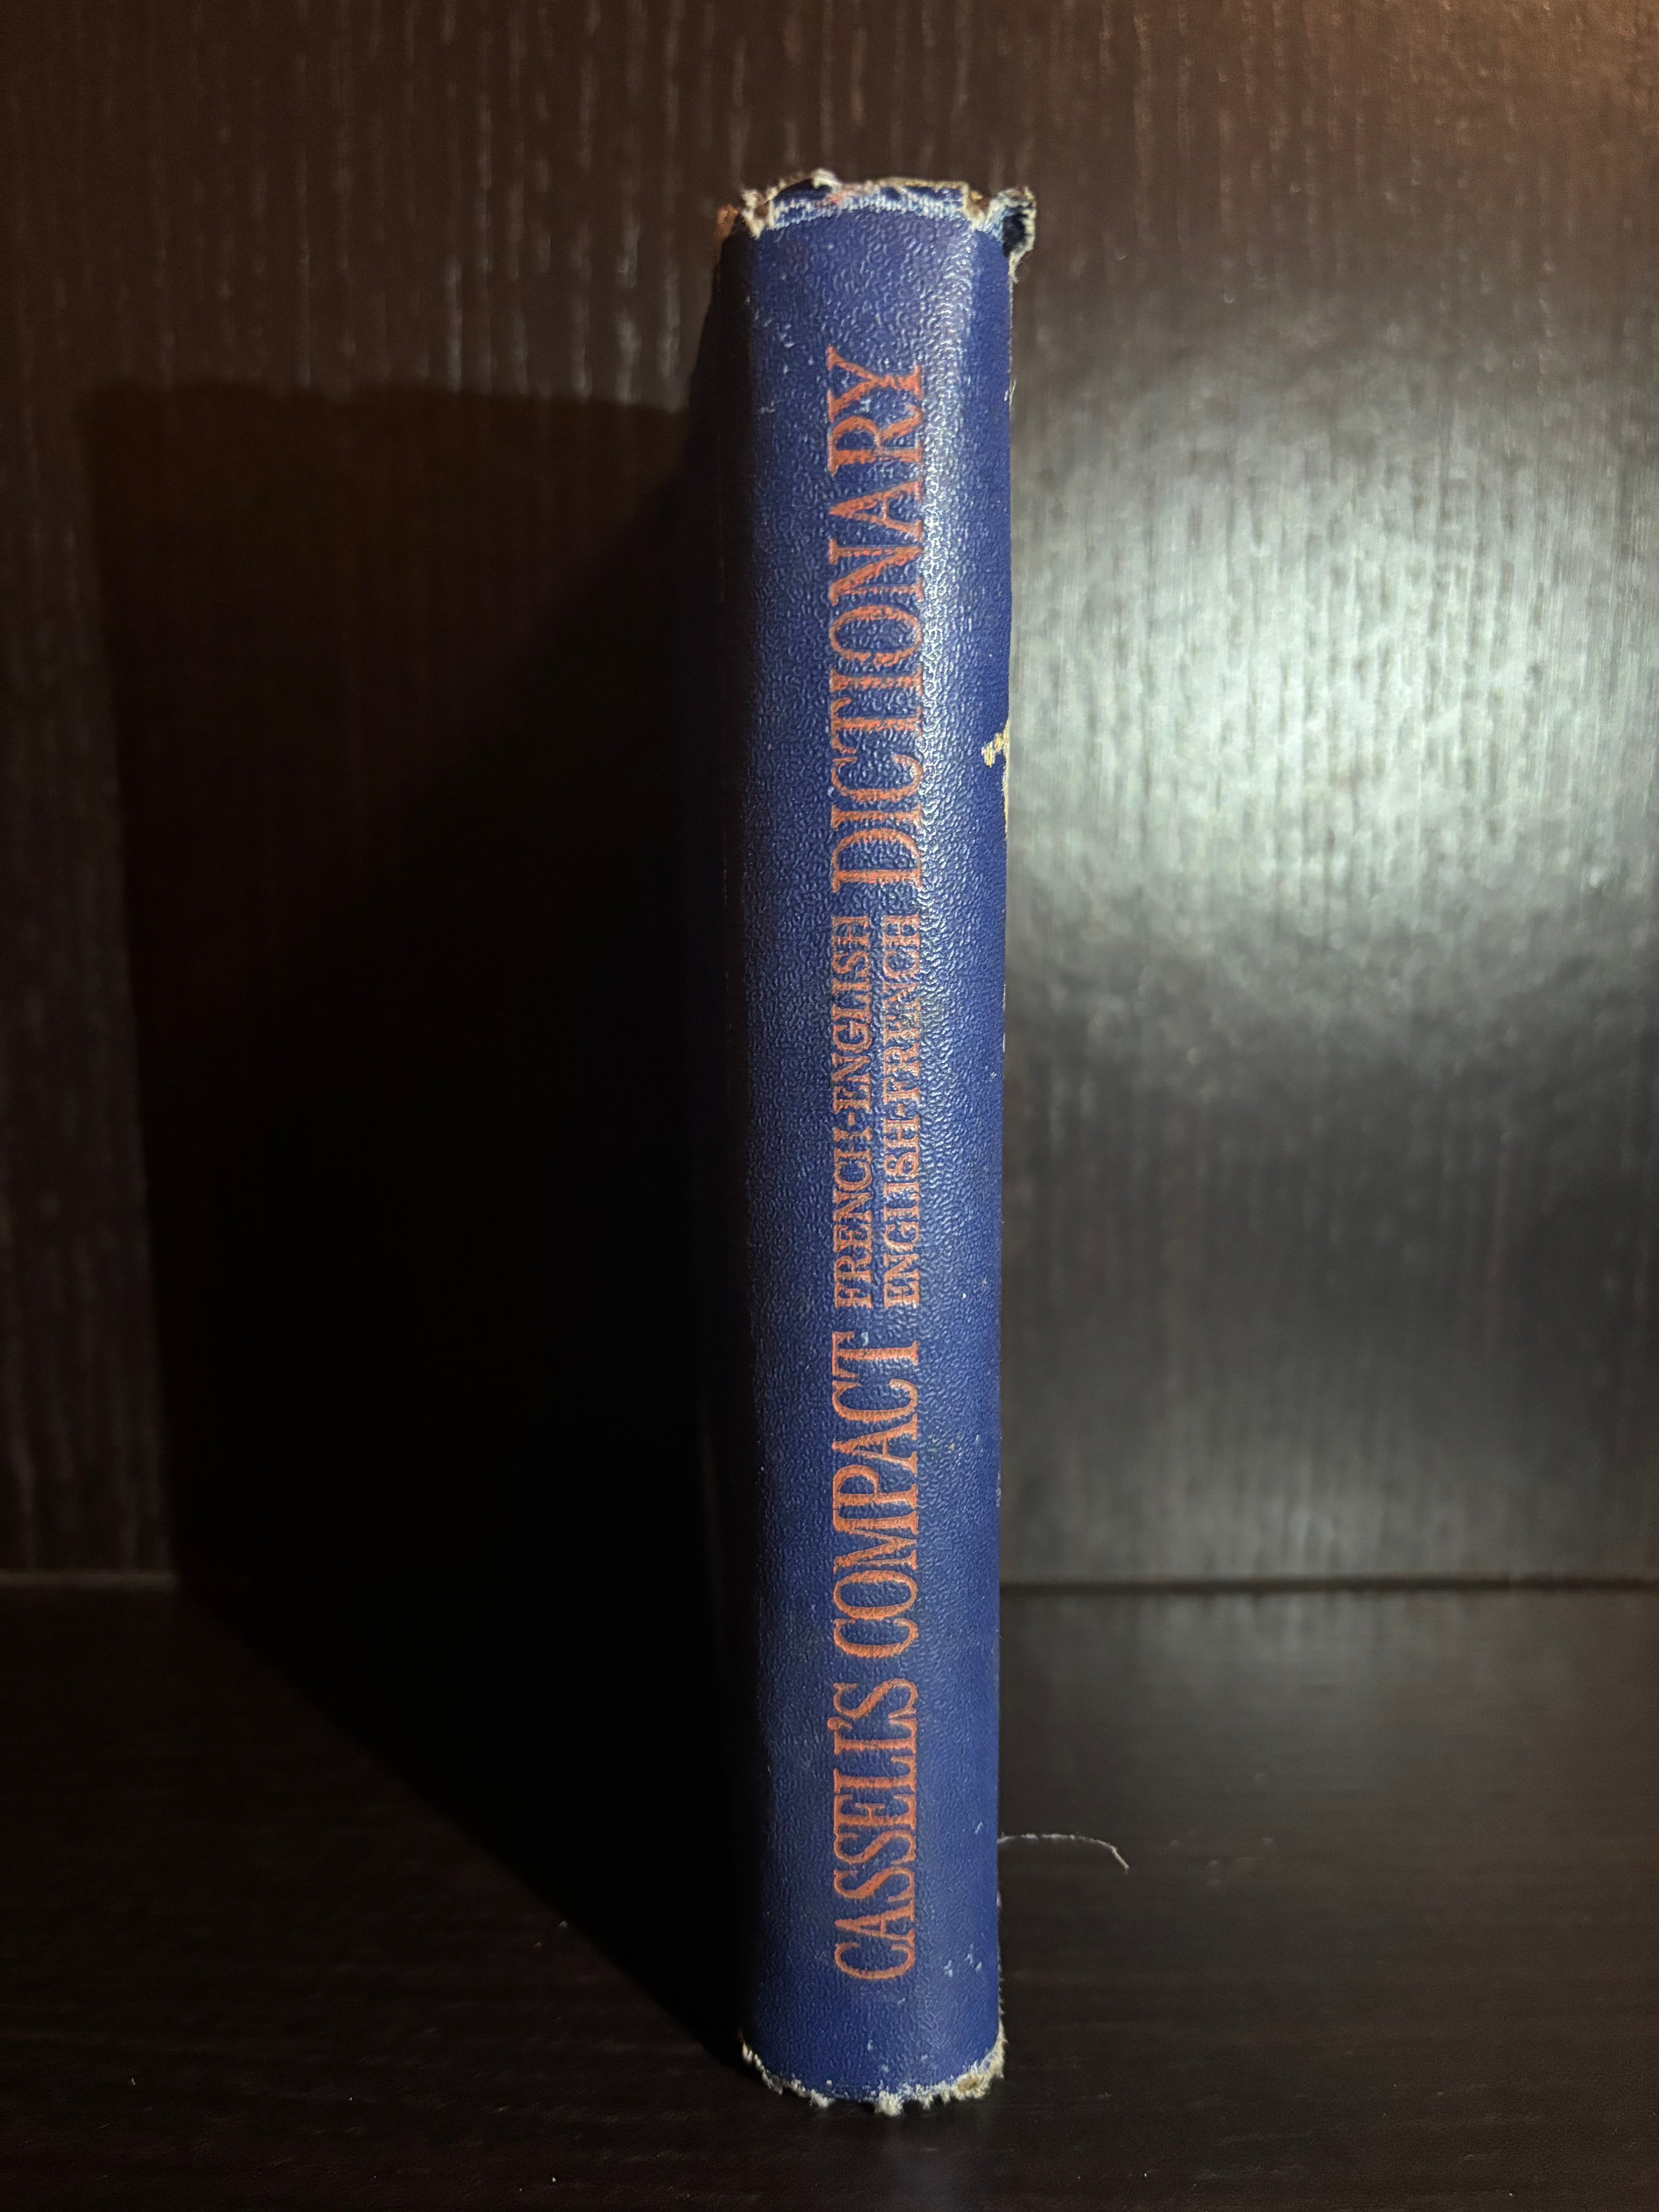 CASSELL'S COMPACT
FRENCH-ENGLISH
ENGLISH-FRENCH
DICTIONARY